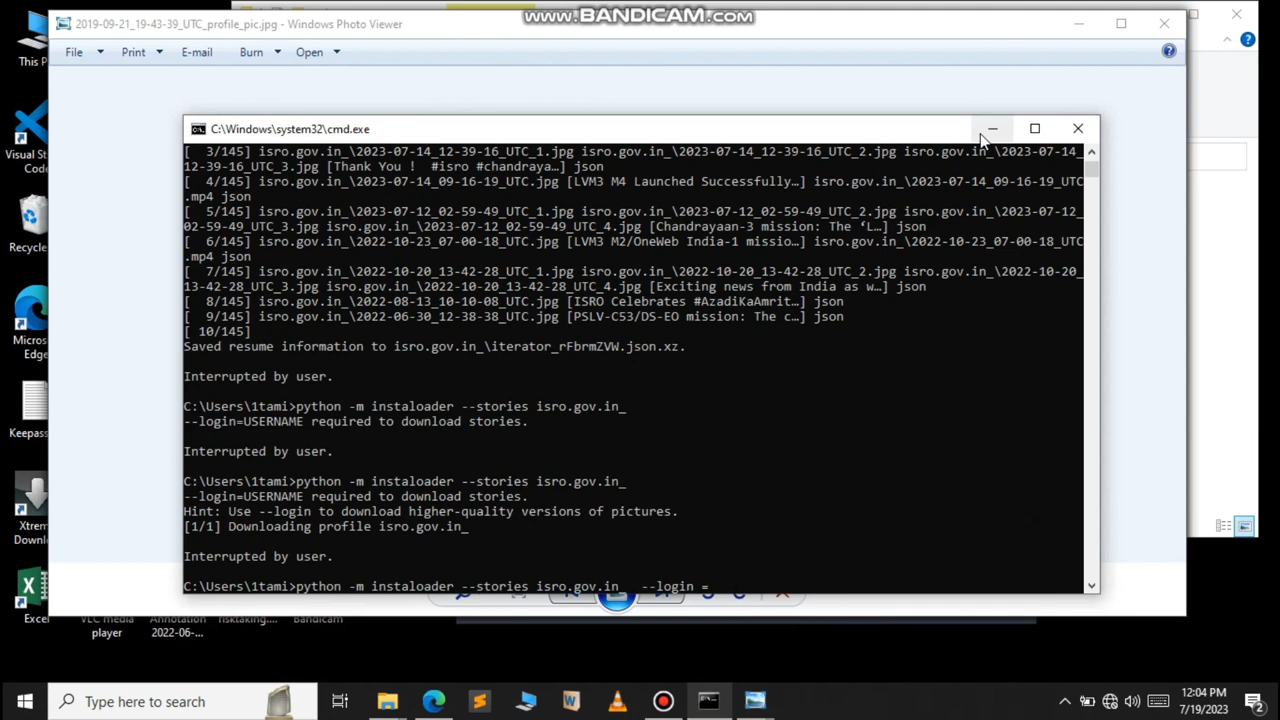 www.BANDICAM.com
2019-09-21_19-43-39_UTC_profile_pic.jpg - Windows Photo Viewer
File Print E-mail Burn Open
This P
C:\Windows\system32\cmd.exe
[  3/145] isro.gov.in_\2023-07-14_12-39-16_UTC_1.jpg isro.gov.in_\2023-07-14_12-39-16_UTC_2.jpg isro.gov.in_\2023-07-14_
12-39-16_UTC_3.jpg [Thank You !  #isro #chandraya…] json
[  4/145] isro.gov.in_\2023-07-14_09-16-19_UTC.jpg [LVM3 M4 Launched Successfully…] isro.gov.in_\2023-07-14_09-16-19_UTC
.mp4 json
[  5/145] isro.gov.in_\2023-07-12_02-59-49_UTC_1.jpg isro.gov.in_\2023-07-12_02-59-49_UTC_2.jpg isro.gov.in_\2023-07-12_
02-59-49_UTC_3.jpg isro.gov.in_\2023-07-12_02-59-49_UTC_4.jpg [Chandrayaan-3 mission: The ‘L…] json
[  6/145] isro.gov.in_\2022-10-23_07-00-18_UTC.jpg [LVM3 M2/OneWeb India-1 missio…] isro.gov.in_\2022-10-23_07-00-18_UTC
.mp4 json
[  7/145] isro.gov.in_\2022-10-20_13-42-28_UTC_1.jpg isro.gov.in_\2022-10-20_13-42-28_UTC_2.jpg isro.gov.in_\2022-10-20_
13-42-28_UTC_3.jpg isro.gov.in_\2022-10-20_13-42-28_UTC_4.jpg [Exciting news from India as w…] json
[  8/145] isro.gov.in_\2022-08-13_10-10-08_UTC.jpg [ISRO Celebrates #AzadiKaAmrit…] json
[  9/145] isro.gov.in_\2022-06-30_12-38-38_UTC.jpg [PSLV-C53/DS-EO mission: The c…] json
[ 10/145]
Saved resume information to isro.gov.in_\iterator_rFbrmZVW.json.xz.
Interrupted by user.
C:\Users\1tami>python -m instaloader --stories isro.gov.in_
--login=USERNAME required to download stories.
Interrupted by user.
C:\Users\1tami>python -m instaloader --stories isro.gov.in_
--login=USERNAME required to download stories.
Hint: Use --login to download higher-quality versions of pictures.
[1/1] Downloading profile isro.gov.in_
Interrupted by user.
C:\Users\1tami>python -m instaloader --stories isro.gov.in_  --login =
Visual St
Code
Recycle
Micros
Edge
Keepas
Xtrem
Downl
Excel
VLC media
player
Annotation
2022-06-...
risktaking...
Bandicam
Type here to search
12:04 PM
7/19/2023
2